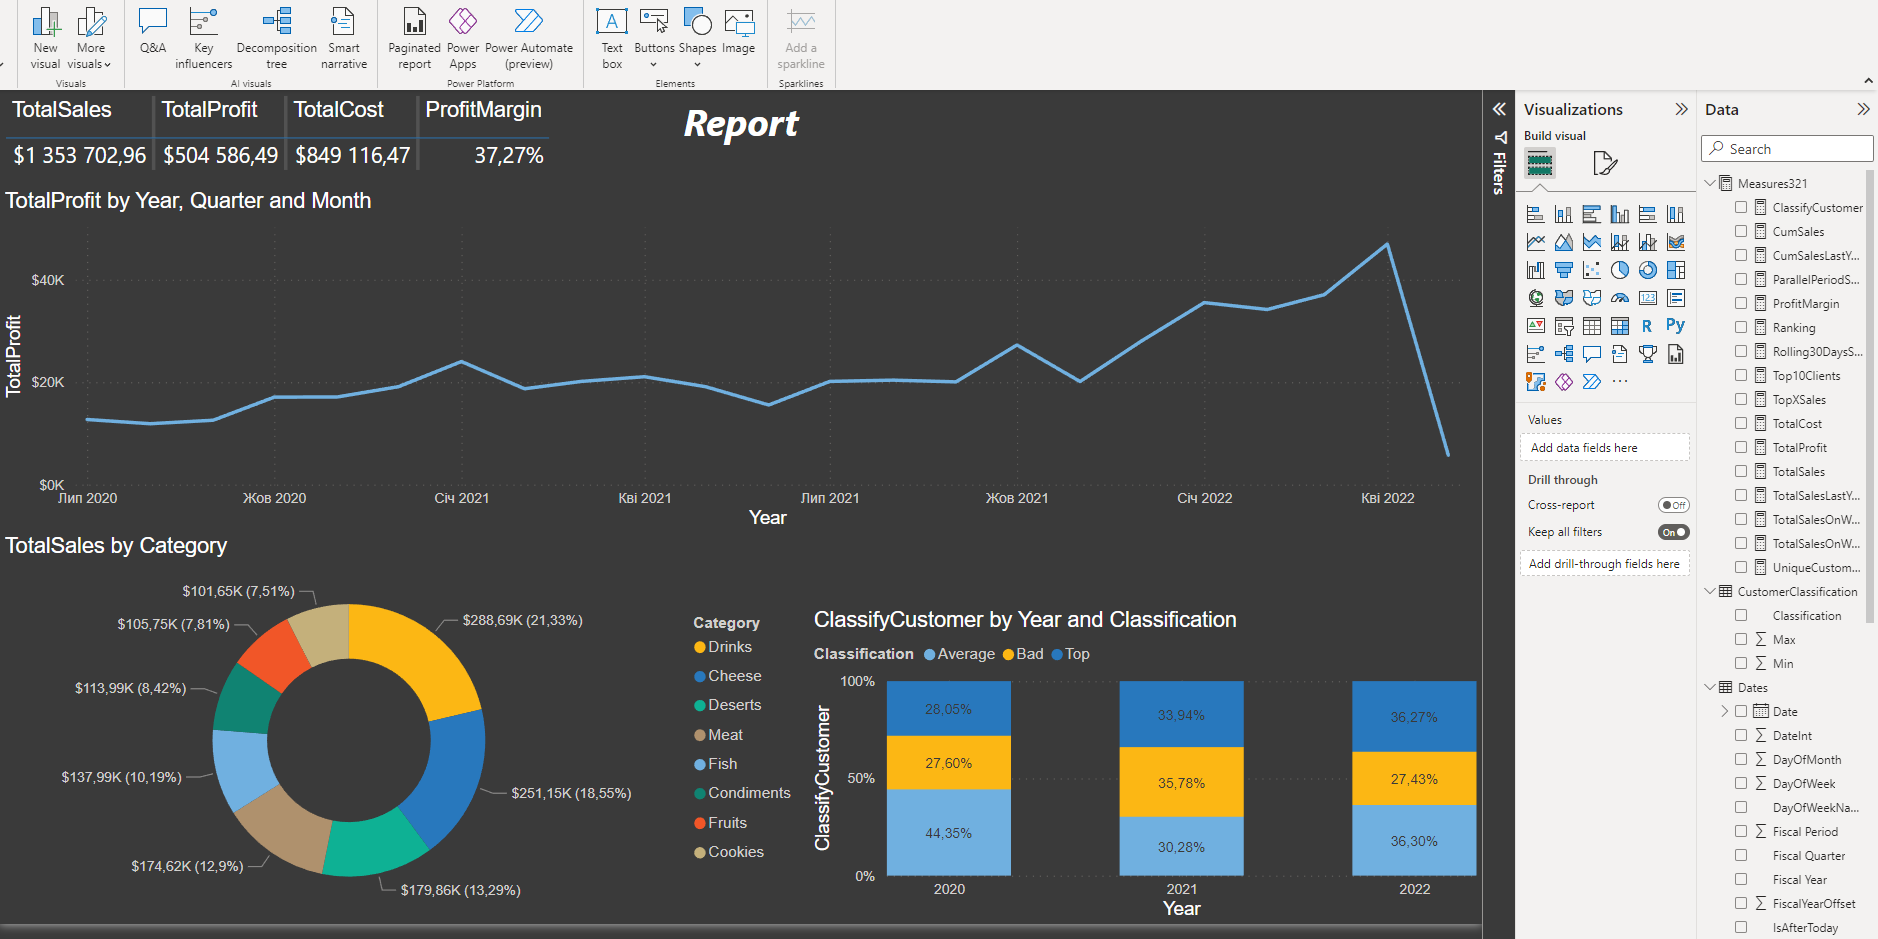 New visual
More visuals
Visuals
Q&A
Key influencers
Decomposition tree
Smart narrative
AI visuals
Paginated report
Power Apps
Power Automate (preview)
Power Platform
Text box
Buttons
Shapes
Image
Elements
Add a sparkline
Sparklines
TotalSales TotalProfit TotalCost ProfitMargin
$1 353 702,96 $504 586,49 $849 116,47 37,27%
Report
TotalProfit by Year, Quarter and Month
TotalProfit
$40K
$20K
$0K
Лип 2020 Жов 2020 Січ 2021 Кві 2021 Лип 2021 Жов 2021 Січ 2022 Кві 2022
Year
TotalSales by Category
$101,65K (7,51%)
$105,75K (7,81%)
$113,99K (8,42%)
$137,99K (10,19%)
$174,62K (12,9%)
$288,69K (21,33%)
$251,15K (18,55%)
$179,86K (13,29%)
Category
Drinks
Cheese
Deserts
Meat
Fish
Condiments
Fruits
Cookies
ClassifyCustomer by Year and Classification
Classification Average Bad Top
ClassifyCustomer
100%
50%
0%
28,05%
27,60%
44,35%
33,94%
35,78%
30,28%
36,27%
27,43%
36,30%
2020 2021 2022
Year
Filters
Visualizations
Build visual
123
R
Py
Values
Add data fields here
Drill through
Cross-report
Off
Keep all filters
On
Add drill-through fields here
Data
Search
Measures321
ClassifyCustomer
CumSales
CumSalesLastY...
ParallelPeriodS...
ProfitMargin
Ranking
Rolling30DaysS...
Top10Clients
TopXSales
TotalCost
TotalProfit
TotalSales
TotalSalesLastY...
TotalSalesOnW...
TotalSalesOnW...
UniqueCustom...
CustomerClassification
Classification
Max
Min
Dates
Date
DateInt
DayOfMonth
DayOfWeek
DayOfWeekNa...
Fiscal Period
Fiscal Quarter
Fiscal Year
FiscalYearOffset
IsAfterToday